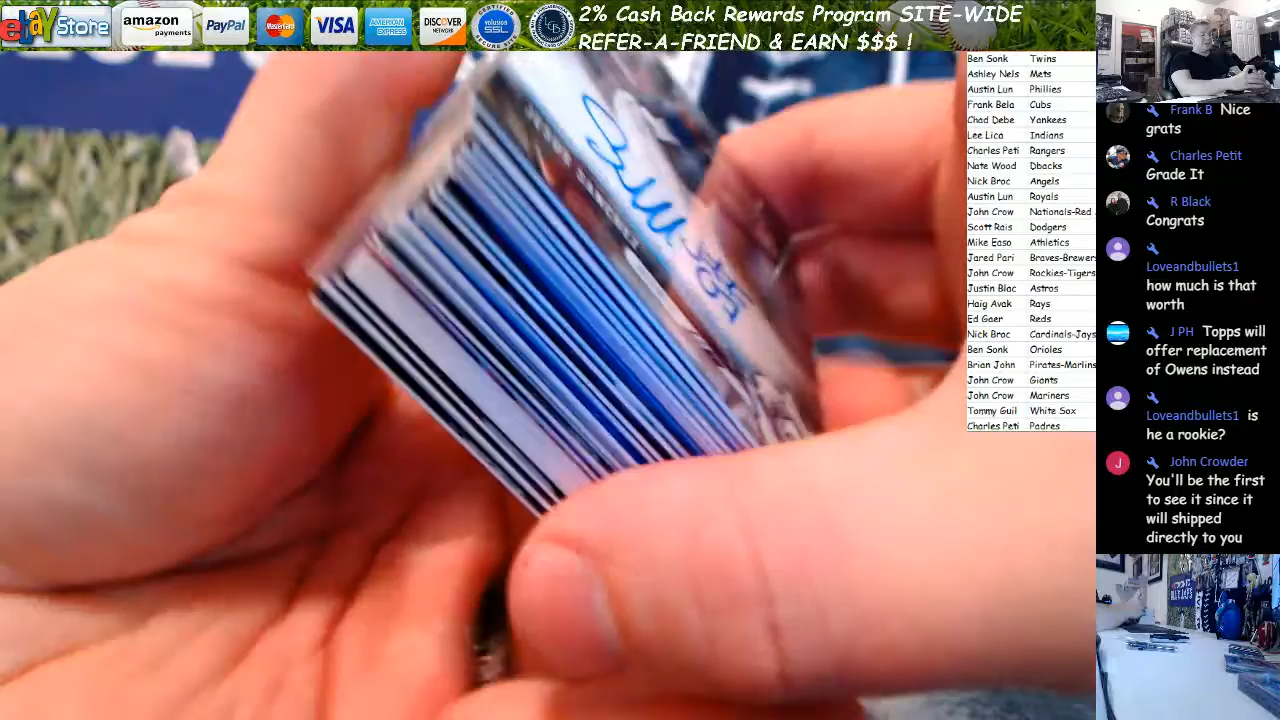 ebay Store
amazon payments
PayPal
MasterCard
VISA
AMERICAN EXPRESS
DISCOVER NETWORK
CERTIFIED
volusion
SSL
SECURE
2% Cash Back Rewards Program SITE-WIDE
REFER-A-FRIEND & EARN $$$ !
Ben Sonk Twins
Ashley Nels Mets
Austin Lun Phillies
Frank Bela Cubs
Chad Debe Yankees
Lee Lica Indians
Charles Peti Rangers
Nate Wood Dbacks
Nick Broc Angels
Austin Lun Royals
John Crow Nationals-Red
Scott Rais Dodgers
Mike Easo Athletics
Jared Pari Braves-Brewer
John Crow Rockies-Tigers
Justin Blac Astros
Haig Avak Rays
Ed Gaer Reds
Nick Broc Cardinals-Jays
Ben Sonk Orioles
Brian John Pirates-Marlins
John Crow Giants
John Crow Mariners
Tommy Guil White Sox
Charles Peti Padres
Frank B Nice
grats
Charles Petit
Grade It
R Black
Congrats
Loveandbullets1
how much is that
worth
J PH Topps will
offer replacement
of Owens instead
Loveandbullets1 is
he a rookie?
J
John Crowder
You'll be the first
to see it since it
will shipped
directly to you